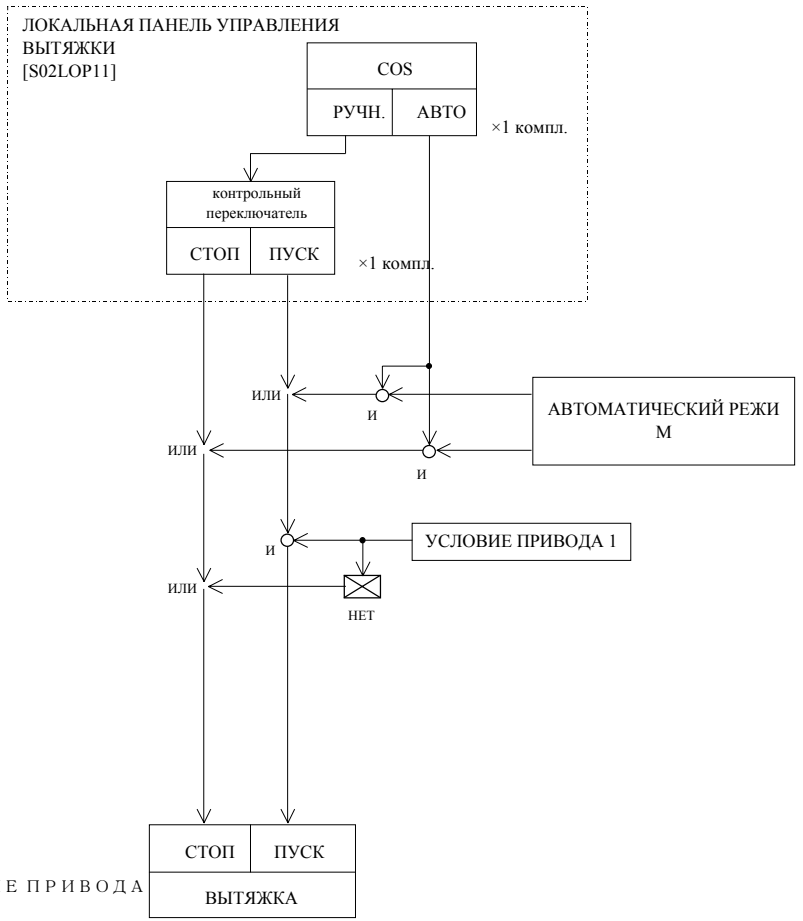 ЛОКАЛЬНАЯ ПАНЕЛЬ УПРАВЛЕНИЯ
ВЫТЯЖКИ
[S02LOP11]
COS
РУЧН.
АВТО
×1 компл.
контрольный
переключатель
СТОП
ПУСК
×1 компл.
ИЛИ
И
АВТОМАТИЧЕСКИЙ РЕЖИ
М
ИЛИ
И
УСЛОВИЕ ПРИВОДА 1
И
ИЛИ
НЕТ
СТОП
ПУСК
Е ПРИВОДА
ВЫТЯЖКА